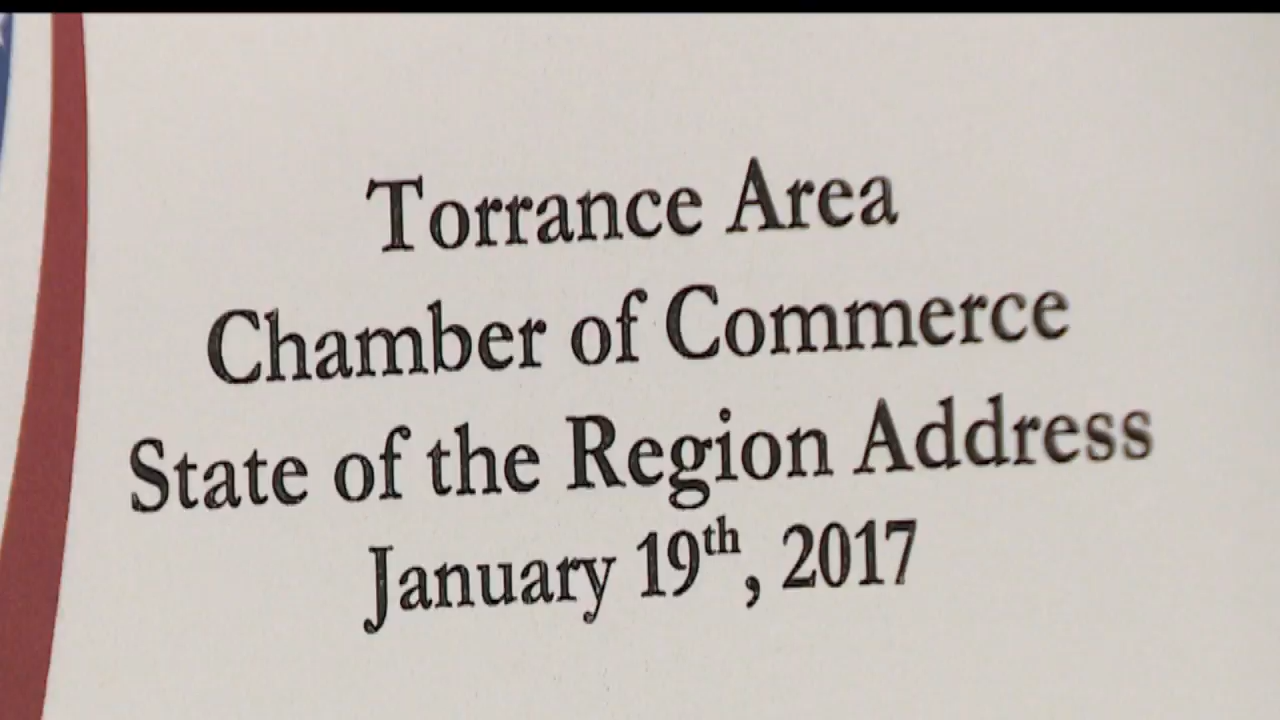 Torrance Area
Chamber of Commerce
State of the Region Address
January 19th, 2017